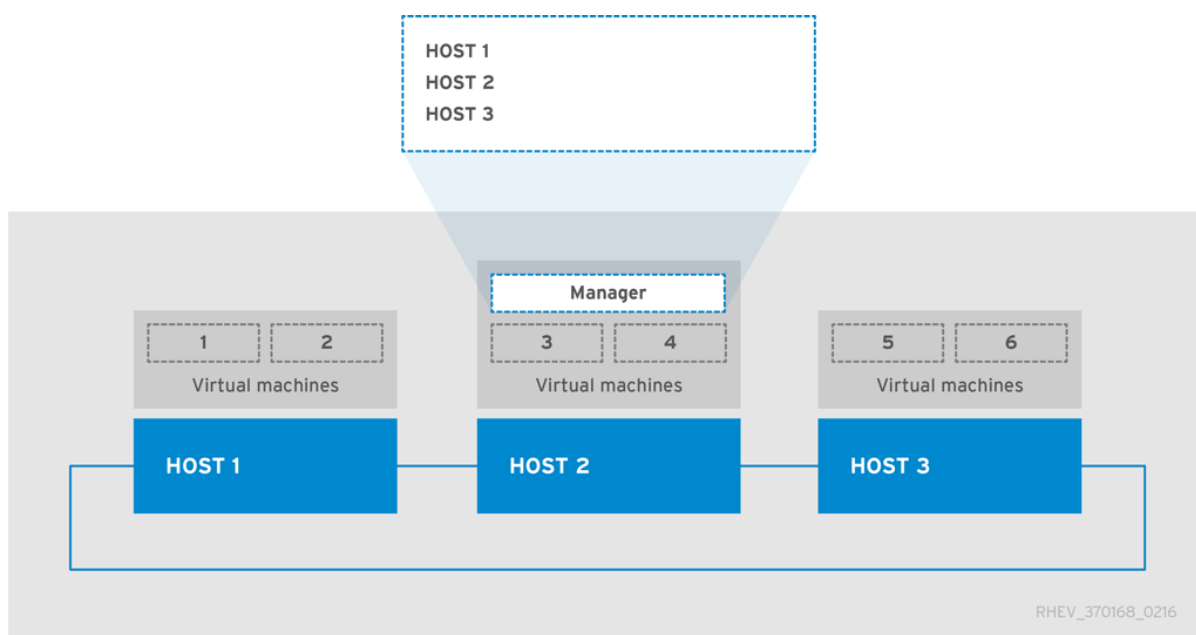 HOST 1
HOST 2
HOST 3
Manager
1 2
Virtual machines
3 4
Virtual machines
5 6
Virtual machines
HOST 1
HOST 2
HOST 3
RHEV_370168_0216